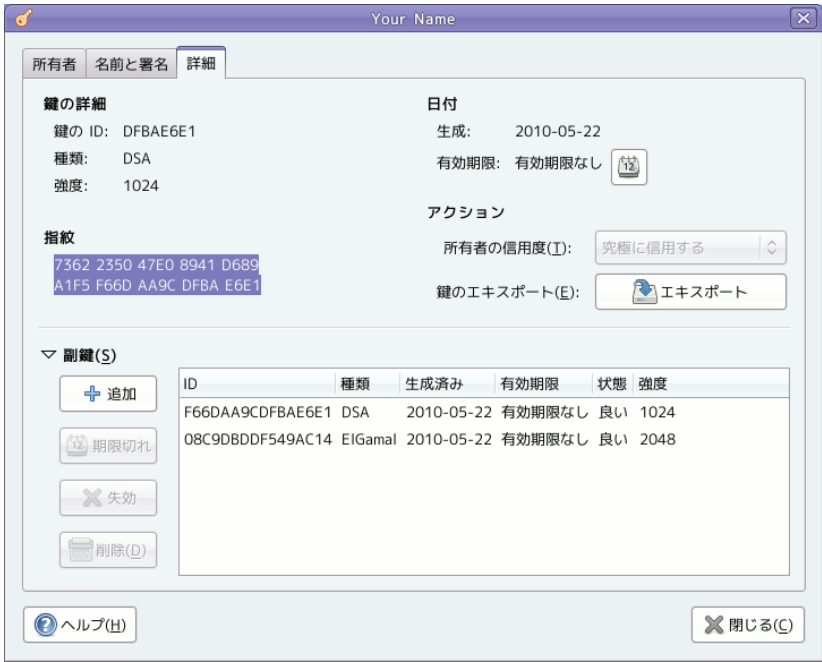 Your Name
所有者 名前と署名 詳細
鍵の詳細
鍵の ID: DFBAE6E1
種類: DSA
強度: 1024
指紋
7362 2350 47E0 8941 D689
A1F5 F66D AA9C DFBA E6E1
日付
生成: 2010-05-22
有効期限: 有効期限なし 12
アクション
所有者の信用度(T): 究極に信用する
鍵のエキスポート(E): エキスポート
副鍵(S)
追加
12 期限切れ
失効
削除(D)
ID 種類 生成済み 有効期限 状態 強度
F66DAA9CDFBAE6E1 DSA 2010-05-22 有効期限なし 良い 1024
08C9DBDDF549AC14 ElGamal 2010-05-22 有効期限なし 良い 2048
ヘルプ(H)
閉じる(C)